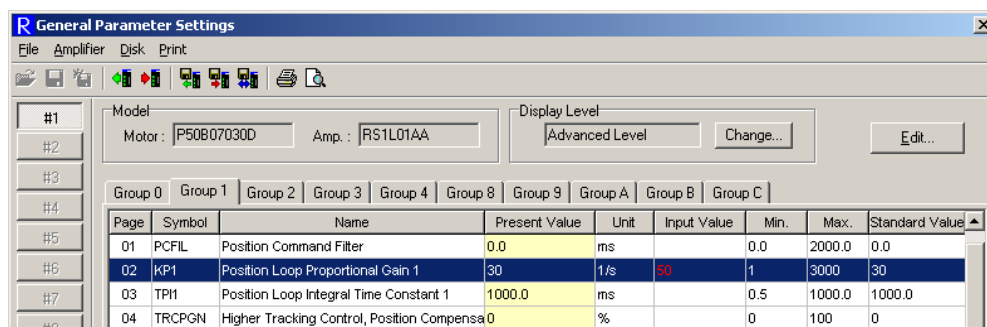 R General Parameter Settings
File Amplifier Disk Print
#1
#2
#3
#4
#5
#6
#7
Model
Motor : P50B07030D Amp. : RS1L01AA
Display Level
Advanced Level Change...
Edit...
Group 0 Group 1 Group 2 Group 3 Group 4 Group 8 Group 9 Group A Group B Group C
Page Symbol Name Present Value Unit Input Value Min. Max. Standard Value
01 PCFIL Position Command Filter 0.0 ms 0.0 2000.0 0.0
02 KP1 Position Loop Proportional Gain 1 30 1/s 50 1 3000 30
03 TPI1 Position Loop Integral Time Constant 1 1000.0 ms 0.5 1000.0 1000.0
04 TRCPGN Higher Tracking Control, Position Compensa 0 % 0 100 0